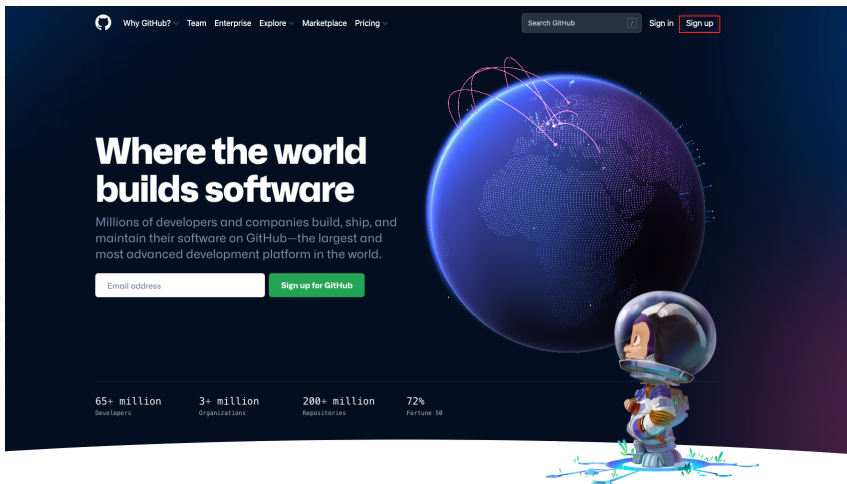 Why GitHub? Team Enterprise Explore Marketplace Pricing Search GitHub / Sign in Sign up
Where the world
builds software
Millions of developers and companies build, ship, and
maintain their software on GitHub—the largest and
most advanced development platform in the world.
Email address Sign up for GitHub
65+ million 3+ million 200+ million 72%
Developers Organizations Repositories Fortune 50